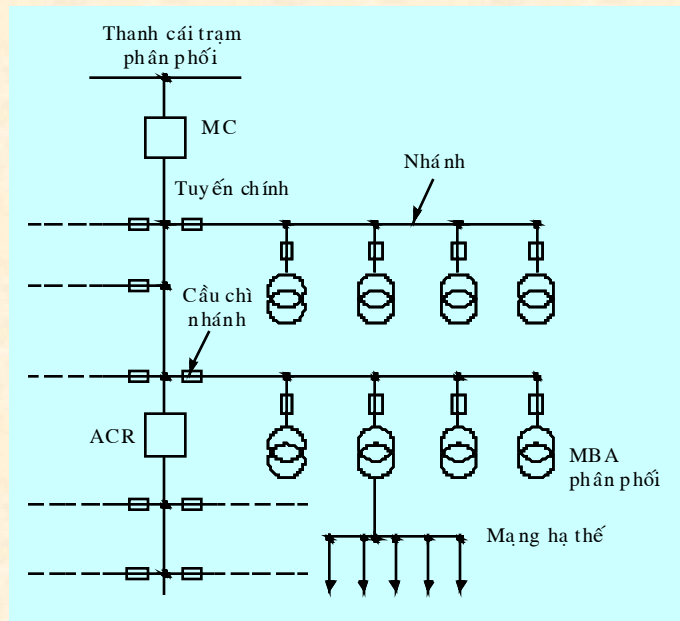 Thanh cái trạm
phân phối
MC
Nhánh
Tuyến chính
Cầu chì
nhánh
ACR
MBA
phân phối
Mạng hạ thế